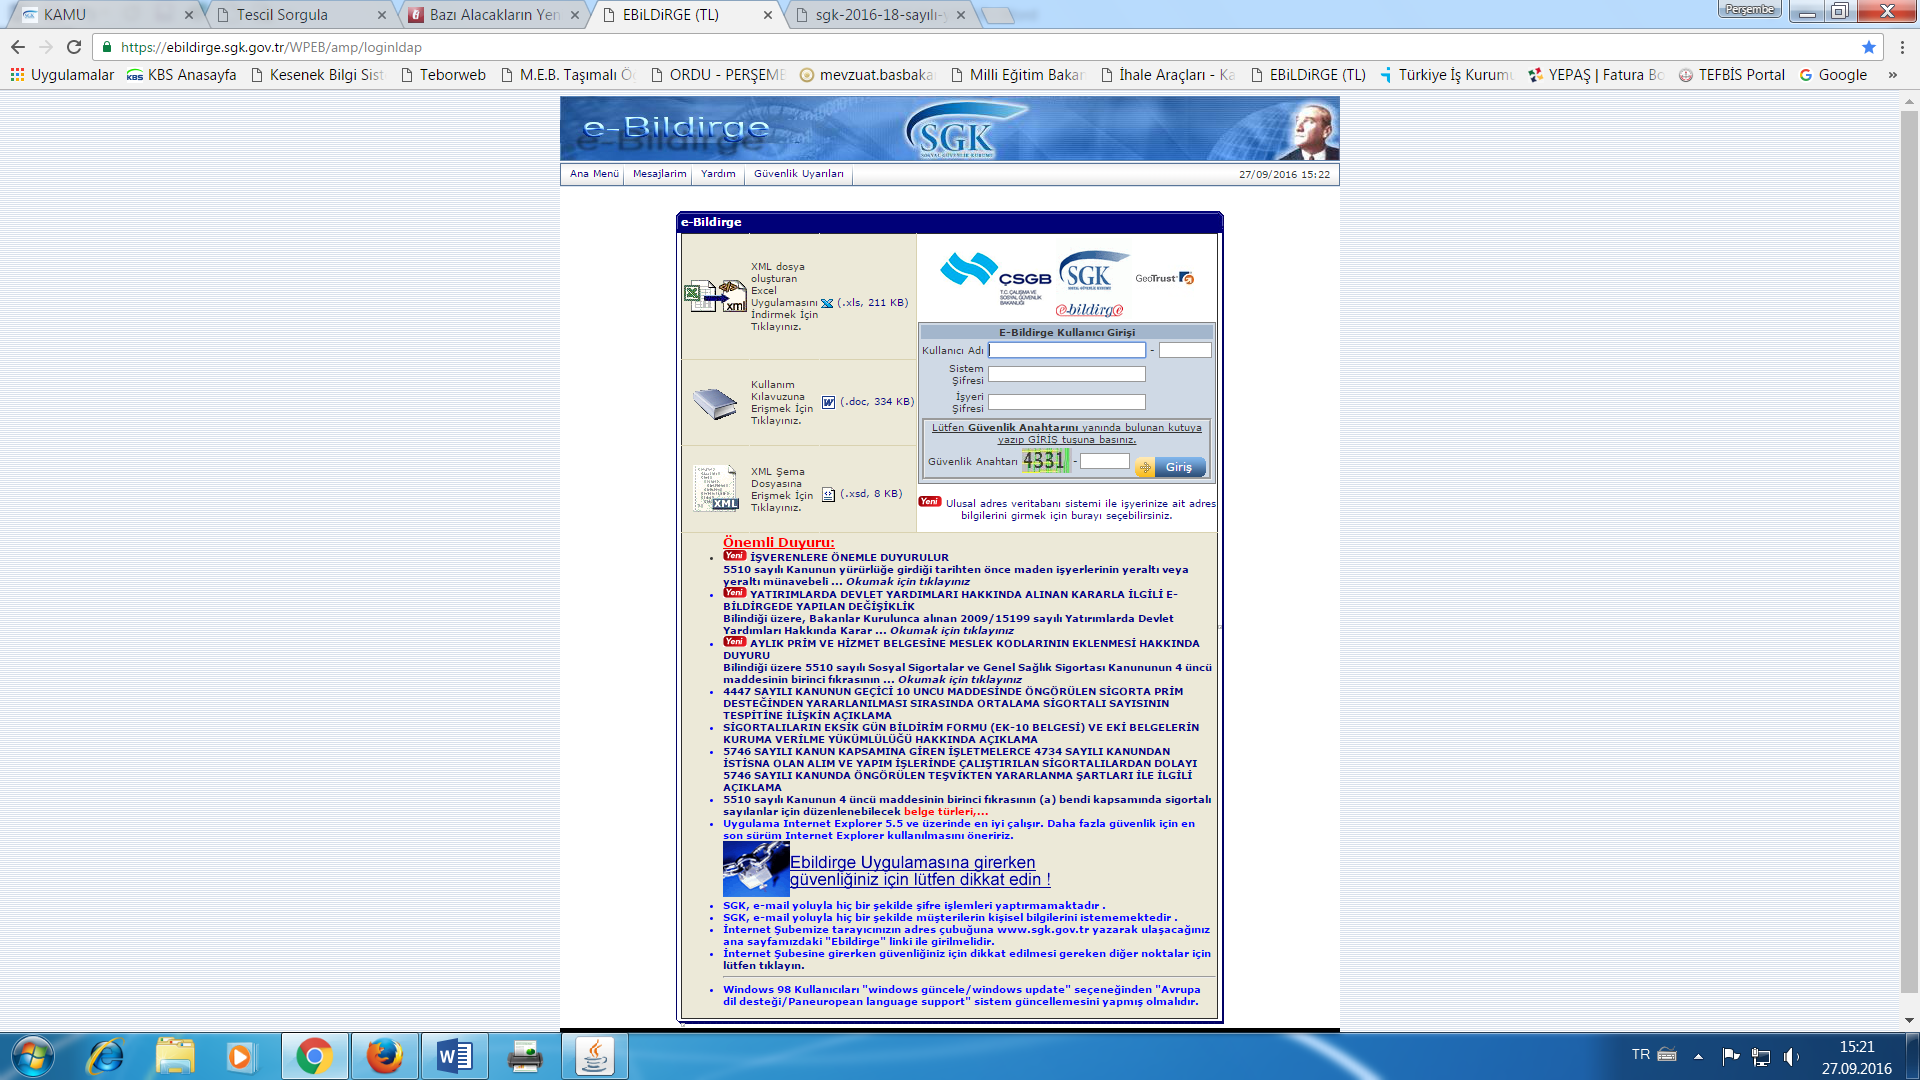 KAMU
Tescil Sorgula
Bazı Alacakların Yen
EBiLDiRGE (TL)
sgk-2016-18-sayılı-
Perşembe
https://ebildirge.sgk.gov.tr/WPEB/amp/loginldap
Uygulamalar
KBS Anasayfa
Kesenek Bilgi Sist
Teborweb
M.E.B. Taşımalı
ORDU - PERŞEMB
mevzuat.basbaka
Milli Eğitim Bakan
İhale Araçları - Ka
EBiLDiRGE (TL)
Türkiye İş Kurumu
YEPAŞ | Fatura Bo
TEFBİS Portal
Google
»
e-Bildirge
SGK
SOSYAL GÜVENLİK KURUMU
Ana Menü
Mesajlarim
Yardım
Güvenlik Uyarıları
27/09/2016 15:22
e-Bildirge
XML dosya
oluşturan
Excel
Uygulamasını
İndirmek İçin
Tıklayınız.
(.xls, 211 KB)
Kullanım
Kılavuzuna
Erişmek İçin
Tıklayınız.
(.doc, 334 KB)
XML Şema
Dosyasına
Erişmek İçin
Tıklayınız.
(.xsd, 8 KB)
xml
XML
ÇSGB
T.C. ÇALIŞMA VE
SOSYAL GÜVENLİK
BAKANLIĞI
SGK
GeoTrust
e-bildirge
E-Bildirge Kullanıcı Girişi
Kullanıcı Adı
-
Sistem
Şifresi
İşyeri
Şifresi
Lütfen Güvenlik Anahtarını yanında bulunan kutuya
yazıp GİRİŞ tuşuna basınız.
Güvenlik Anahtarı 4331 -
Giriş
Yeni Ulusal adres veritabanı sistemi ile işyerinize ait adres
bilgilerini girmek için burayı seçebilirsiniz.
Önemli Duyuru:
• Yeni İŞVERENLERE ÖNEMLE DUYURULUR
5510 sayılı Kanunun yürürlüğe girdiği tarihten önce maden işyerlerinin yeraltı veya
yeraltı münavebeli ... Okumak için tıklayınız
• Yeni YATIRIMLARDA DEVLET YARDIMLARI HAKKINDA ALINAN KARARLA İLGİLİ E-
BİLDİRGEDE YAPILAN DEĞİŞİKLİK
Bilindiği üzere, Bakanlar Kurulunca alınan 2009/15199 sayılı Yatırımlarda Devlet
Yardımları Hakkında Karar ... Okumak için tıklayınız
• Yeni AYLIK PRİM VE HİZMET BELGESİNE MESLEK KODLARININ EKLENMESİ HAKKINDA
DUYURU
Bilindiği üzere 5510 sayılı Sosyal Sigortalar ve Genel Sağlık Sigortası Kanununun 4 üncü
maddesinin birinci fıkrasının ... Okumak için tıklayınız
• 4447 SAYILI KANUNUN GEÇİCİ 10 UNCU MADDESİNDE ÖNGÖRÜLEN SİGORTA PRİM
DESTEĞİNDEN YARARLANILMASI SIRASINDA ORTALAMA SİGORTALI SAYISININ
TESPİTİNE İLİŞKİN AÇIKLAMA
• SİGORTALILARIN EKSİK GÜN BİLDİRİM FORMU (EK-10 BELGESİ) VE EKİ BELGELERİN
KURUMA VERİLME YÜKÜMLÜLÜĞÜ HAKKINDA AÇIKLAMA
• 5746 SAYILI KANUN KAPSAMINA GİREN İŞLETMELERCE 4734 SAYILI KANUNDAN
İSTİSNA OLAN ALIM VE YAPIM İŞLERİNDE ÇALIŞTIRILAN SİGORTALILARDAN DOLAYI
5746 SAYILI KANUNDA ÖNGÖRÜLEN TEŞVİKTEN YARARLANMA ŞARTLARI İLE İLGİLİ
AÇIKLAMA
• 5510 sayılı Kanunun 4 üncü maddesinin birinci fıkrasının (a) bendi kapsamında sigortalı
sayılanlar için düzenlenebilecek belge türleri,...
• Uygulama Internet Explorer 5.5 ve üzerinde en iyi çalışır. Daha fazla güvenlik için en
son sürüm Internet Explorer kullanılmasını öneririz.
Ebildirge Uygulamasına girerken
güvenliğiniz için lütfen dikkat edin !
• SGK, e-mail yoluyla hiç bir şekilde şifre işlemleri yaptırmamaktadır .
• SGK, e-mail yoluyla hiç bir şekilde müşterilerin kişisel bilgilerini istememektedir .
• İnternet Şubemize tarayıcınızın adres çubuğuna www.sgk.gov.tr yazarak ulaşacağınız
ana sayfamızdaki "Ebildirge" linki ile girilmelidir.
• İnternet Şubesine girerken güvenliğiniz için dikkat edilmesi gereken diğer noktalar için
lütfen tıklayın.
• Windows 98 Kullanıcıları "windows güncele/windows update" seçeneğinden "Avrupa
dil desteği/Paneuropean language support" sistem güncellemesini yapmış olmalıdır.
TR
15:21
27.09.2016